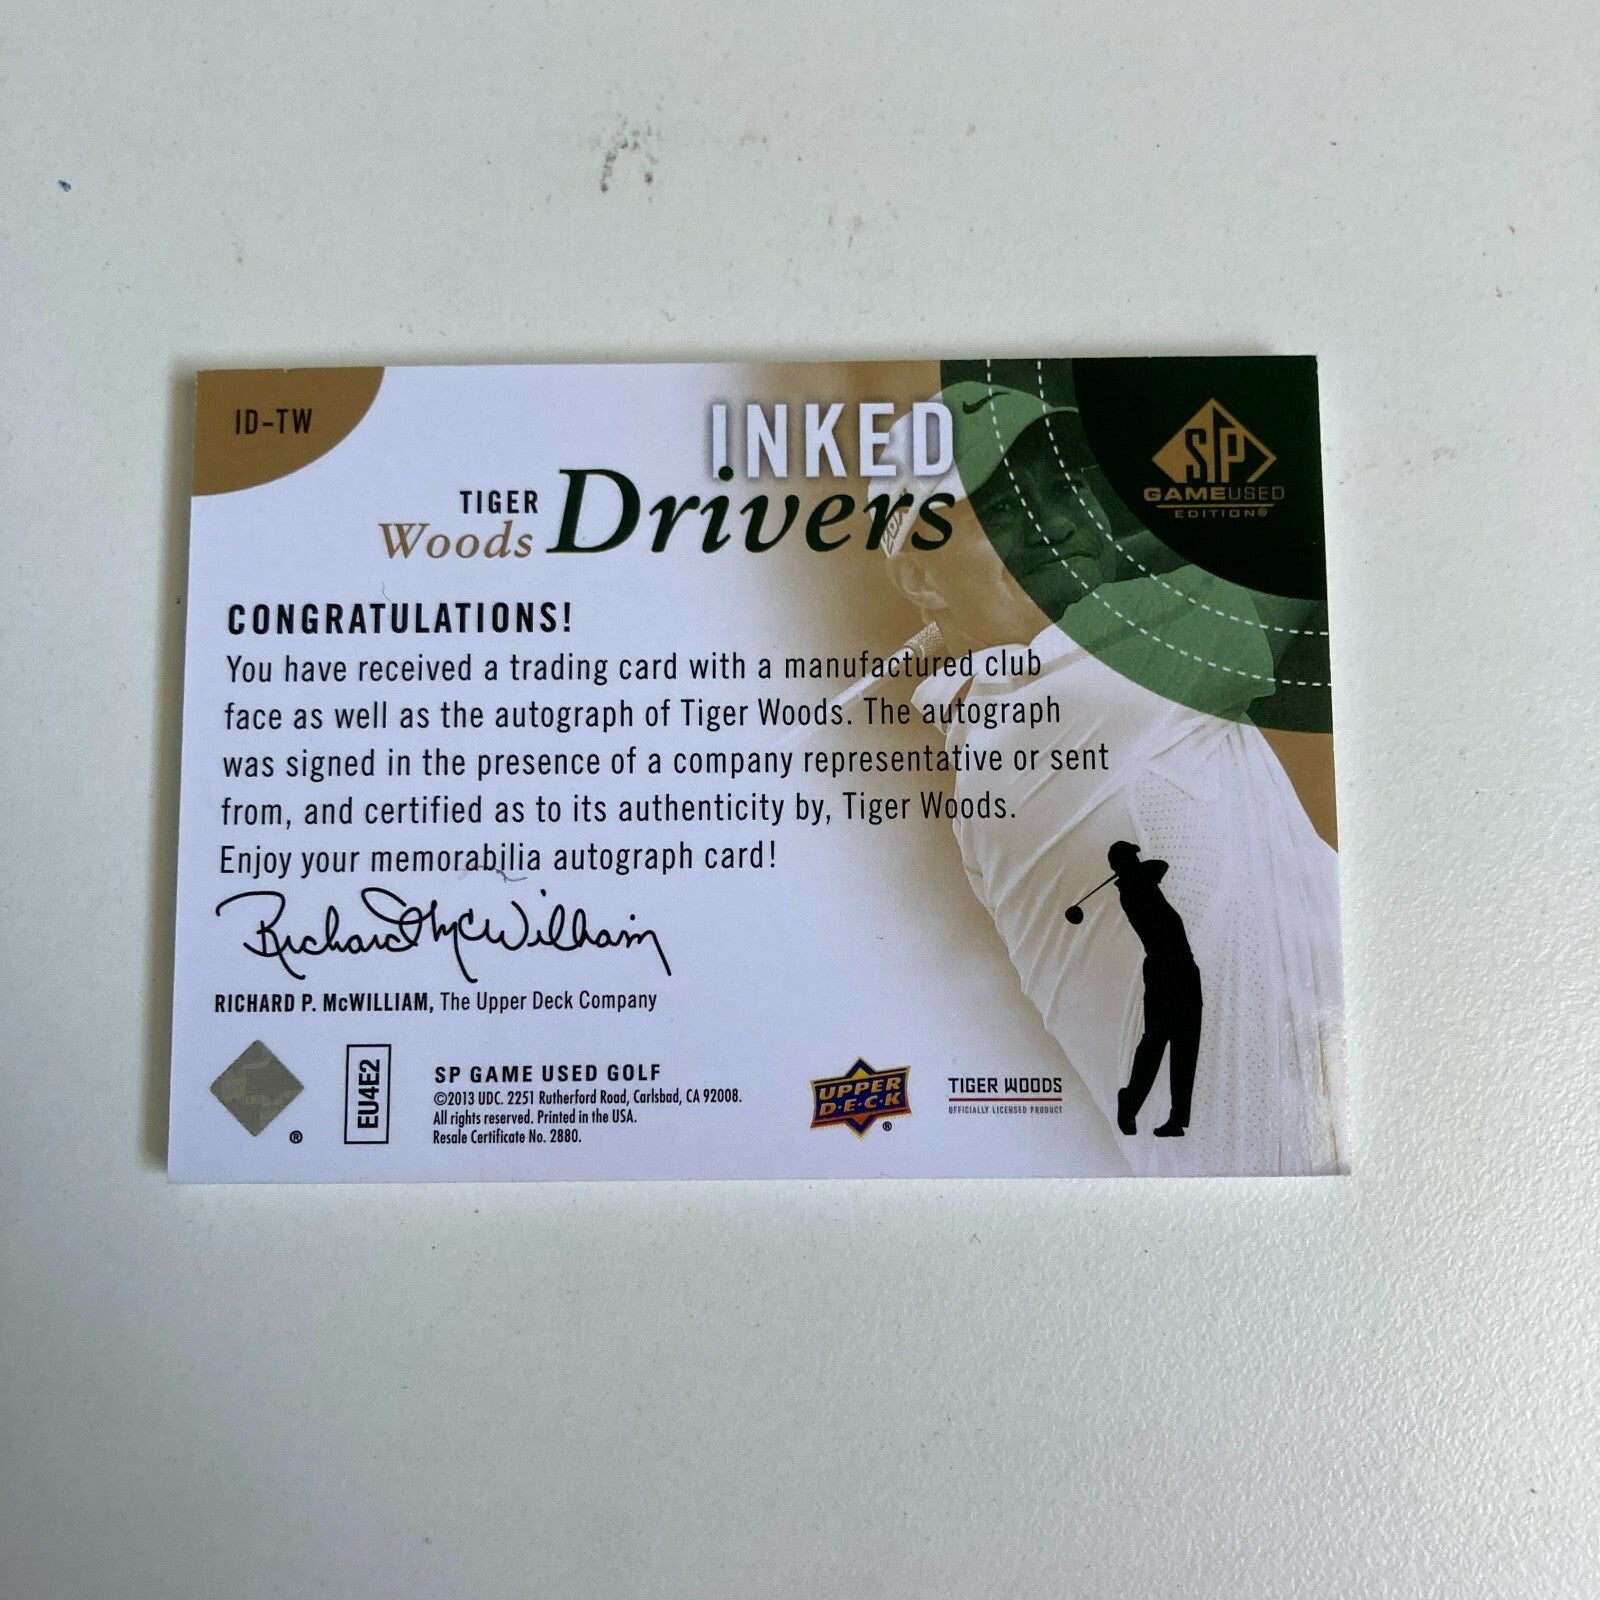 ID-TW
INKED
TIGER
Woods Drivers
SP
GAMEUSED
EDITION®
CONGRATULATIONS!
You have received a trading card with a manufactured club
face as well as the autograph of Tiger Woods. The autograph
was signed in the presence of a company representative or sent
from, and certified as to its authenticity by, Tiger Woods.
Enjoy your memorabilia autograph card!
Richard McWilliam
RICHARD P. McWILLIAM, The Upper Deck Company
®
EU4E2
SP GAME USED GOLF
©2013 UDC. 2251 Rutherford Road, Carlsbad, CA 92008.
All rights reserved. Printed in the USA.
Resale Certificate No. 2880.
UPPER
D·E·C·K
®
TIGER WOODS
OFFICIALLY LICENSED PRODUCT